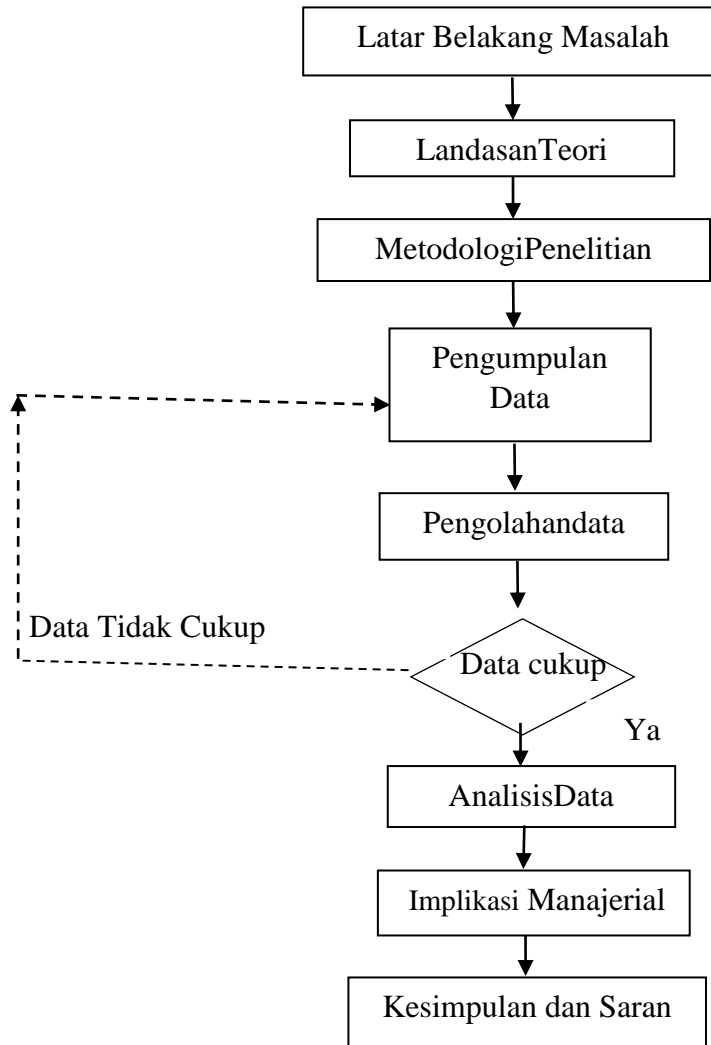 Latar Belakang Masalah
LandasanTeori
MetodologiPenelitian
Pengumpulan
Data
Pengolahandata
Data Tidak Cukup
Data cukup
Ya
AnalisisData
Implikasi Manajerial
Kesimpulan dan Saran